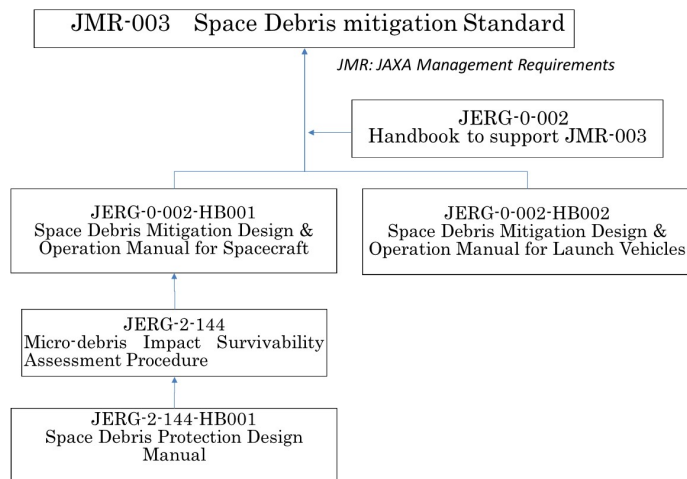 JMR-003 Space Debris mitigation Standard
JMR: JAXA Management Requirements
JERG-0-002
Handbook to support JMR-003
JERG-0-002-HB001
Space Debris Mitigation Design &
Operation Manual for Spacecraft
JERG-0-002-HB002
Space Debris Mitigation Design &
Operation Manual for Launch Vehicles
JERG-2-144
Micro-debris Impact Survivability
Assessment Procedure
JERG-2-144-HB001
Space Debris Protection Design
Manual